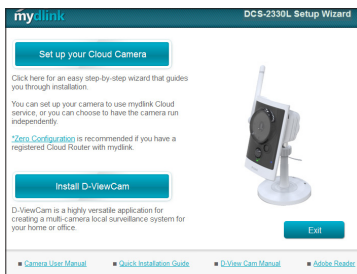 mydlink
DCS-2330L Setup Wizard
Set up your Cloud Camera
Click here for an easy step-by-step wizard that guides
you through installation.
You can set up your camera to use mydlink Cloud
service, or you can choose to have the camera run
independently.
*Zero Configuration is recommended if you have a
registered Cloud Router with mydlink.
Install D-ViewCam
D-ViewCam is a highly versatile application for
creating a multi-camera local surveillance system for
your home or office.
Exit
Camera User Manual
Quick Installation Guide
D-View Cam Manual
Adobe Reader